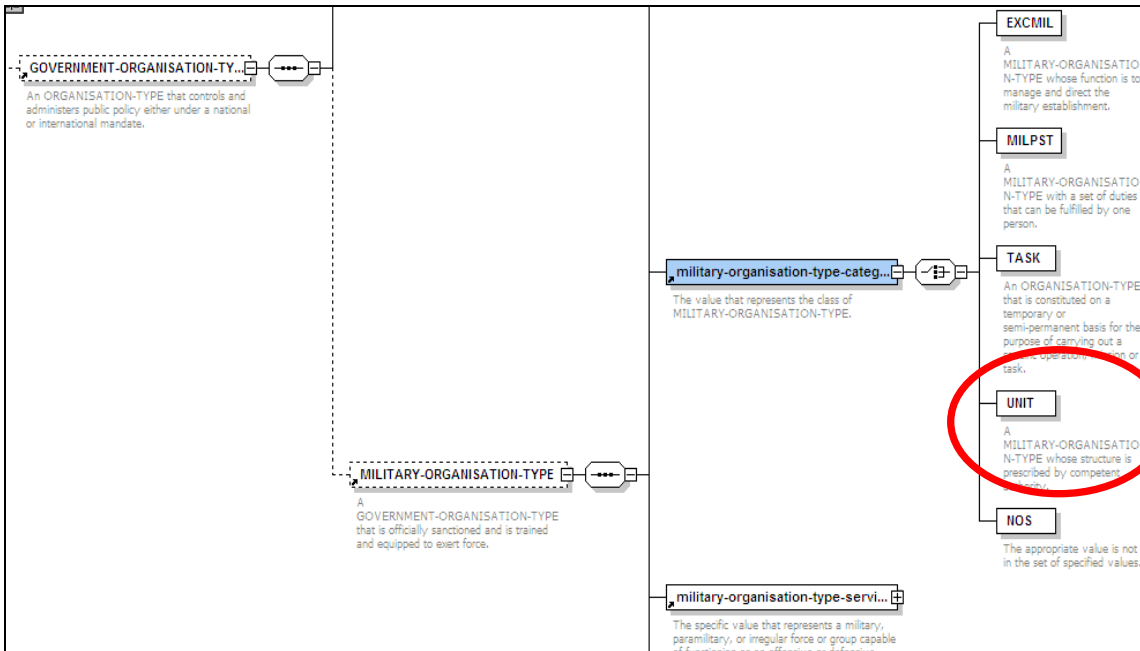 GOVERNMENT-ORGANISATION-TY...
An ORGANISATION-TYPE that controls and
administers public policy either under a national
or international mandate.
MILITARY-ORGANISATION-TYPE
A
GOVERNMENT-ORGANISATION-TYPE
that is officially sanctioned and is trained
and equipped to exert force.
military-organisation-type-categ...
The value that represents the class of
MILITARY-ORGANISATION-TYPE.
military-organisation-type-servi...
The specific value that represents a military,
paramilitary, or irregular force or group capable
EXCMIL
A
MILITARY-ORGANISATIO
N-TYPE whose function is to
manage and direct the
military establishment.
MILPST
A
MILITARY-ORGANISATIO
N-TYPE with a set of duties
that can be fulfilled by one
person.
TASK
An ORGANISATION-TYPE
that is constituted on a
temporary or
semi-permanent basis for the
purpose of carrying out a
operation, or
task.
UNIT
A
MILITARY-ORGANISATIO
N-TYPE whose structure is
prescribed by competent
NOS
The appropriate value is not
in the set of specified values.